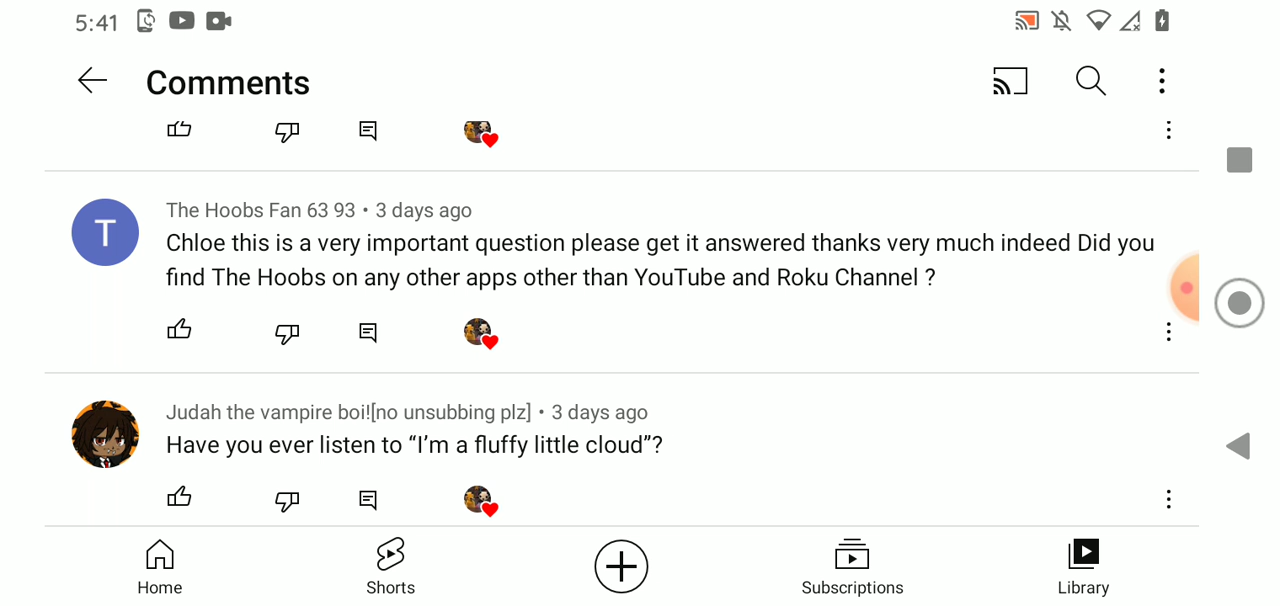 5:41
Comments
The Hoobs Fan 63 93 • 3 days ago
Chloe this is a very important question please get it answered thanks very much indeed Did you
find The Hoobs on any other apps other than YouTube and Roku Channel ?
T
Judah the vampire boi![no unsubbing plz] • 3 days ago
Have you ever listen to “I’m a fluffy little cloud”?
Home
Shorts
Subscriptions
Library